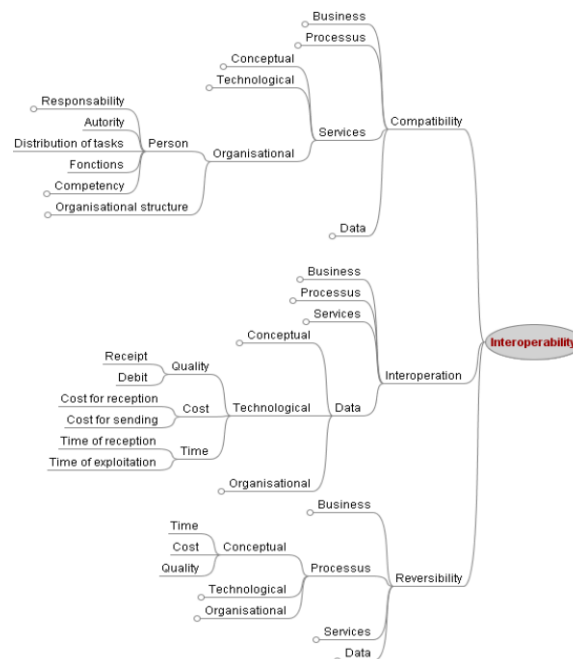 Business
Processus
Conceptual
Technological
Responsability
Autority
Distribution of tasks
Person
Services
Compatibility
Organisational
Fonctions
Competency
Organisational structure
Data
Business
Processus
Services
Conceptual
Interoperability
Receipt
Quality
Debit
Interoperation
Cost for reception
Cost
Technological
Data
Cost for sending
Time of reception
Time
Time of exploitation
Organisational
Business
Time
Cost
Conceptual
Quality
Processus
Reversibility
Technological
Organisational
Services
Data